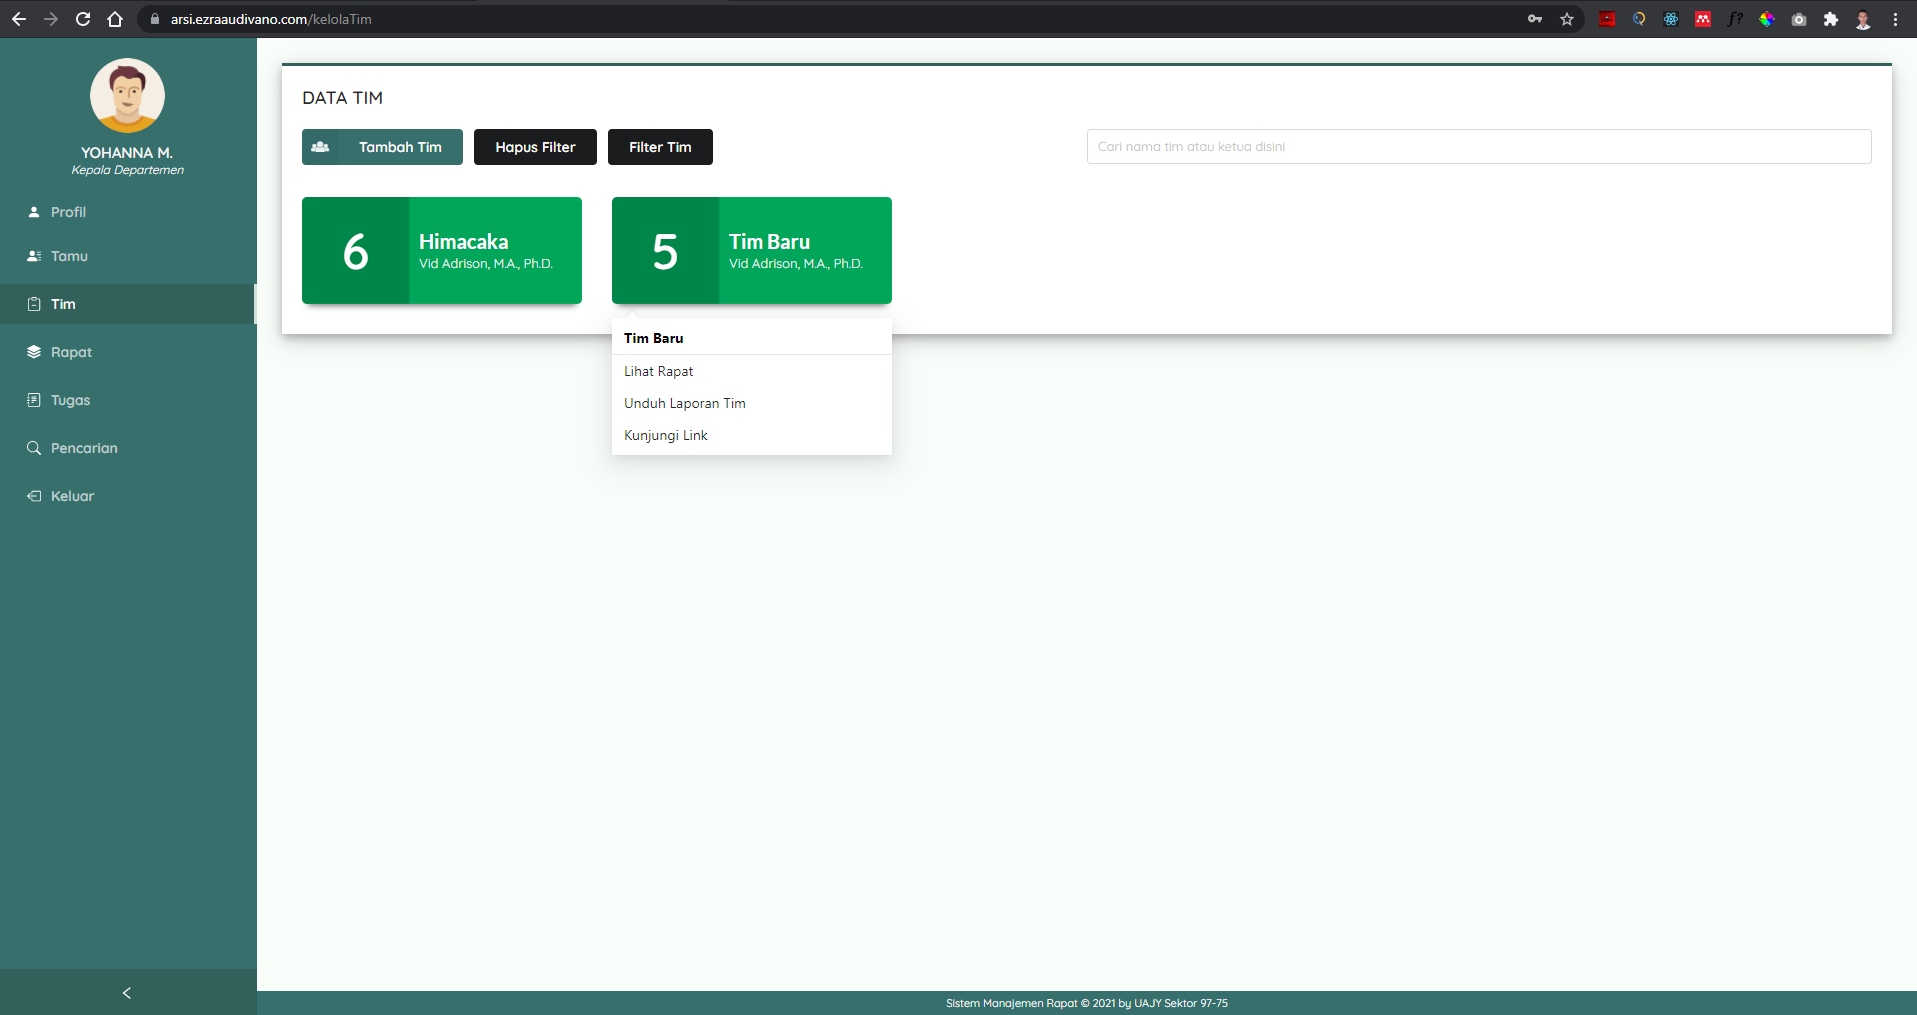 arsi.ezraaudivano.com/kelolaTim
f?
YOHANNA M.
Kepala Departemen
Profil
Tamu
Tim
Rapat
Tugas
Pencarian
Keluar
DATA TIM
Tambah Tim
Hapus Filter
Filter Tim
Cari nama tim atau ketua disini
6
Himacaka
Vid Adrison, M.A., Ph.D.
5
Tim Baru
Vid Adrison, M.A., Ph.D.
Tim Baru
Lihat Rapat
Unduh Laporan Tim
Kunjungi Link
Sistem Manajemen Rapat © 2021 by UAJY Sektor 97-75